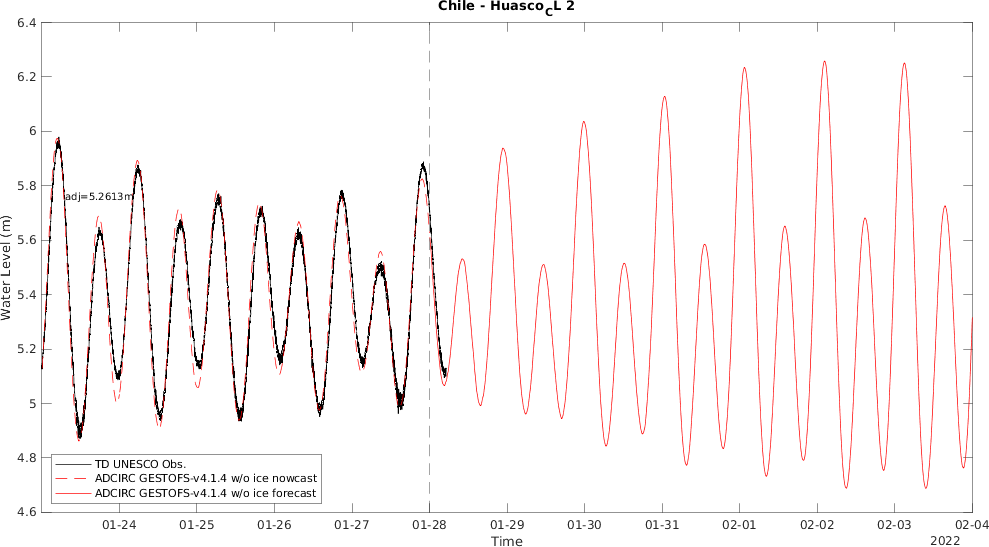 Chile - Huasco_CL 2
6.4
6.2
6
5.8
5.6
5.4
5.2
5
4.8
4.6
Water Level (m)
adj=5.2613m
TD UNESCO Obs.
ADCIRC GESTOFS-v4.1.4 w/o ice nowcast
ADCIRC GESTOFS-v4.1.4 w/o ice forecast
01-24 01-25 01-26 01-27 01-28 01-29 01-30 01-31 02-01 02-02 02-03 02-04
Time
2022